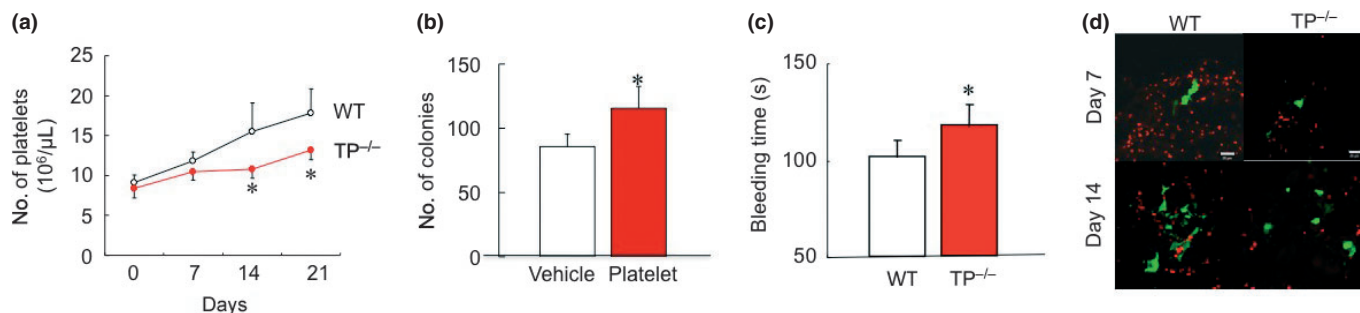 (a)
No. of platelets
(10⁶/μL)
25
20
15
10
5
0
WT
TP⁻/⁻
*
*
0 7 14 21
Days
(b)
No. of colonies
150
100
50
0
*
Vehicle Platelet
(c)
Bleeding time (s)
150
100
50
*
WT TP⁻/⁻
(d)
WT TP⁻/⁻
Day 7
Day 14